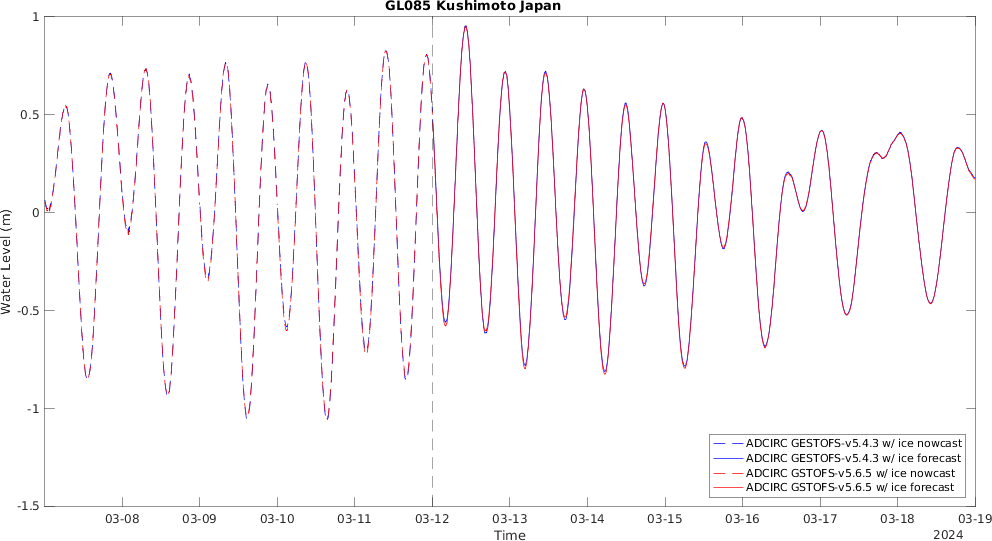 GL085 Kushimoto Japan
1
0.5
0
-0.5
-1
-1.5
Water Level (m)
03-08 03-09 03-10 03-11 03-12 03-13 03-14 03-15 03-16 03-17 03-18 03-19
Time
2024
ADCIRC GESTOFS-v5.4.3 w/ ice nowcast
ADCIRC GESTOFS-v5.4.3 w/ ice forecast
ADCIRC GSTOFS-v5.6.5 w/ ice nowcast
ADCIRC GSTOFS-v5.6.5 w/ ice forecast